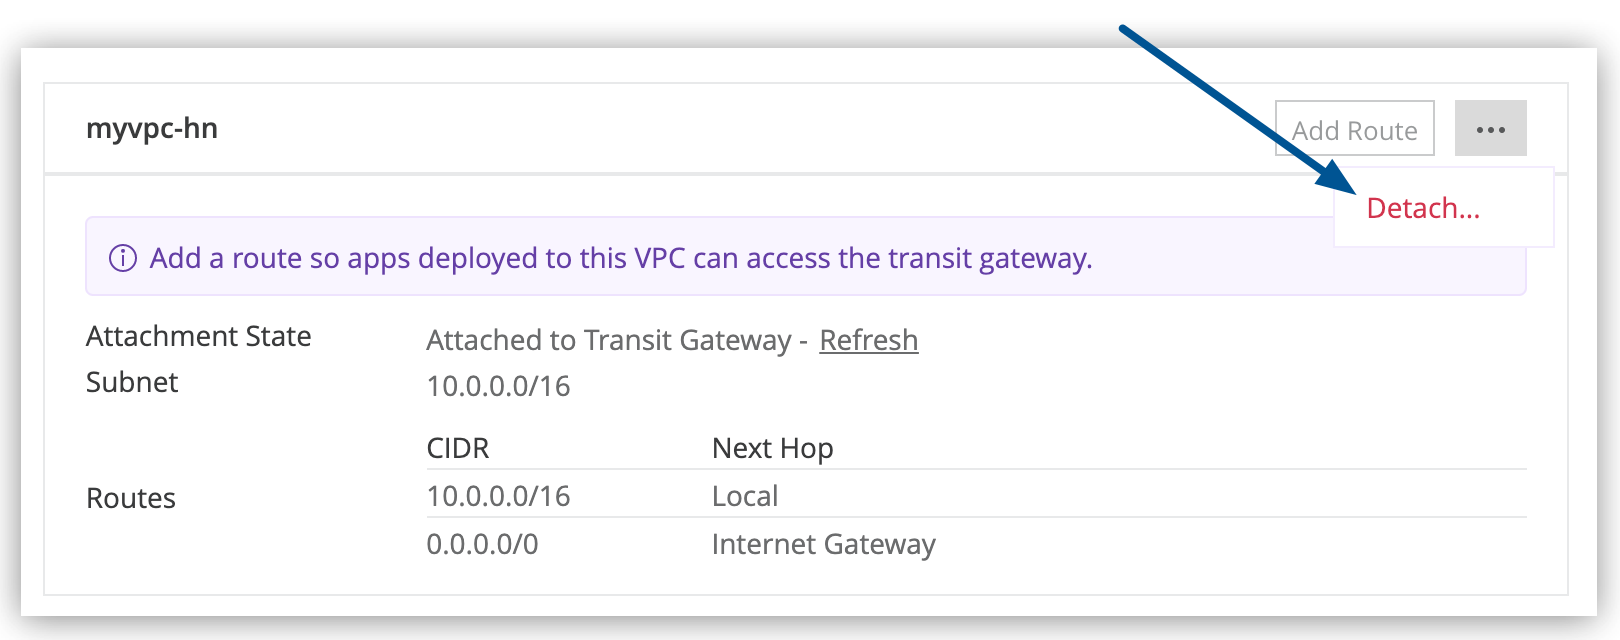 myvpc-hn
Add Route
Detach...
Add a route so apps deployed to this VPC can access the transit gateway.
Attachment State Attached to Transit Gateway - Refresh
Subnet 10.0.0.0/16
CIDR Next Hop
Routes 10.0.0.0/16 Local
0.0.0.0/0 Internet Gateway